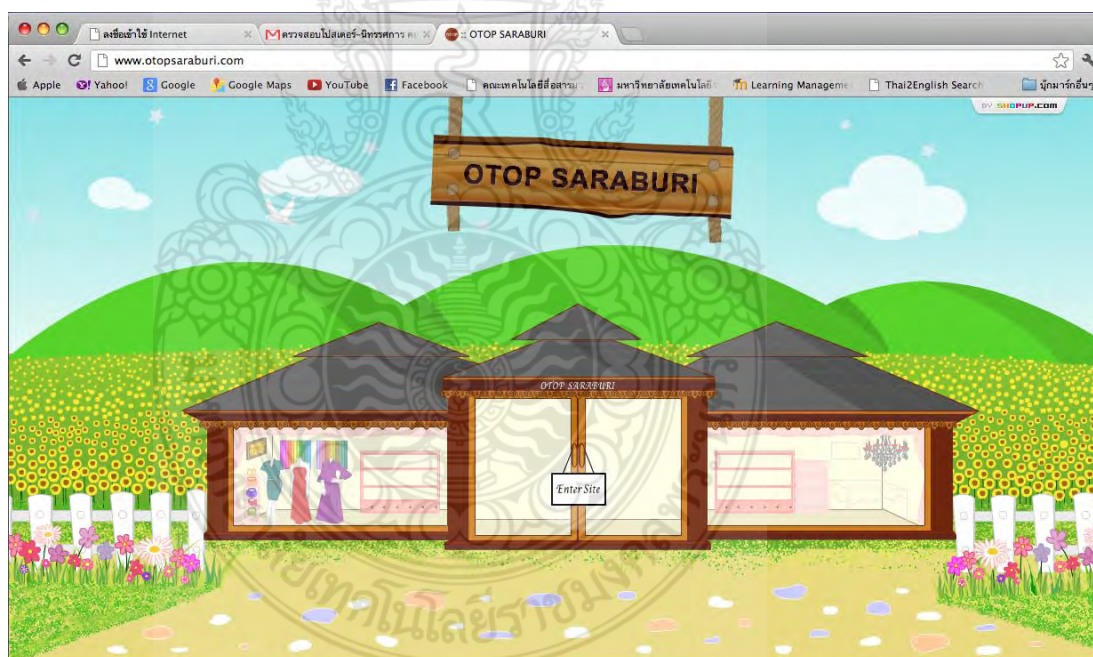 ลงชื่อเข้าใช้ Internet
ตรวจสอบโปสเตอร์-นิทรรศการ
:: OTOP SARABURI
www.otopsaraburi.com
Apple Yahoo! Google Google Maps YouTube Facebook คณะเทคโนโลยีสื่อสารม มหาวิทยาลัยเทคโนโลยี Learning Manageme Thai2English Search บุ๊กมาร์กอื่นๆ
BY SHOPUP.COM
OTOP SARABURI
OTOP SARABURI
Enter Site